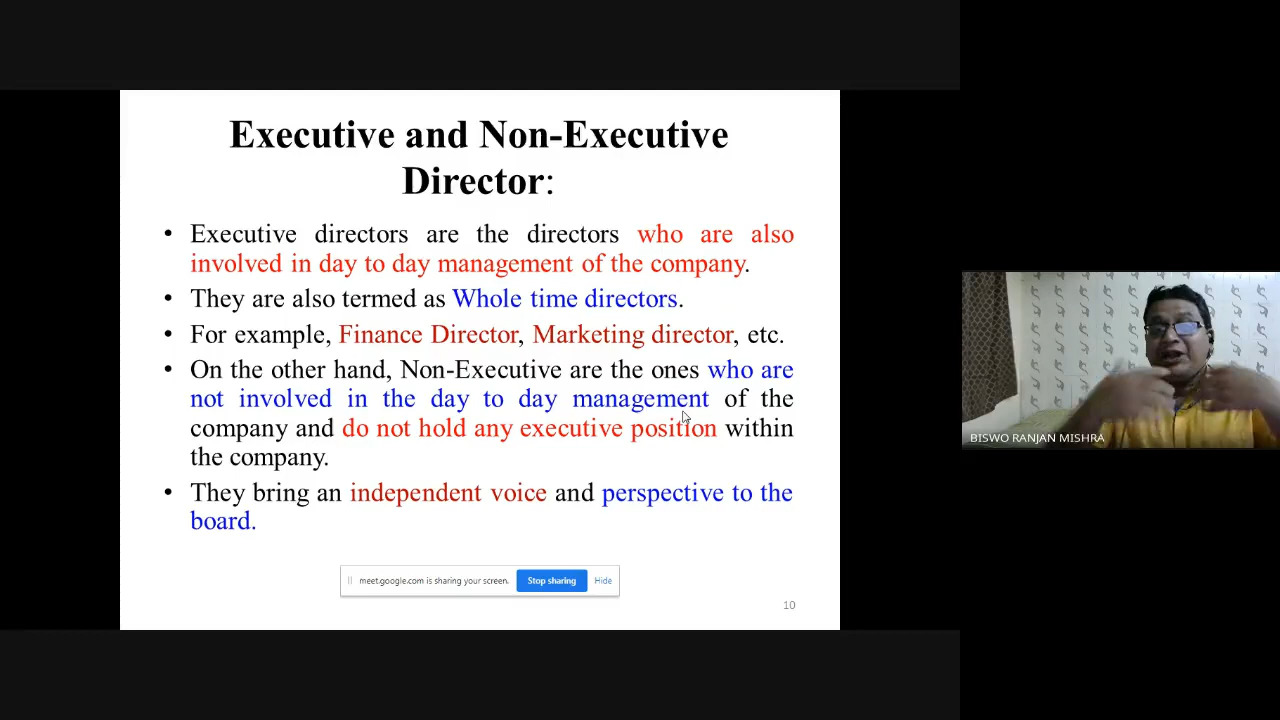 Executive and Non-Executive
Director:
• Executive directors are the directors who are also
involved in day to day management of the company.
• They are also termed as Whole time directors.
• For example, Finance Director, Marketing director, etc.
• On the other hand, Non-Executive are the ones who are
not involved in the day to day management of the
company and do not hold any executive position within
the company.
• They bring an independent voice and perspective to the
board.
meet.google.com is sharing your screen. Stop sharing Hide
10
BISWO RANJAN MISHRA